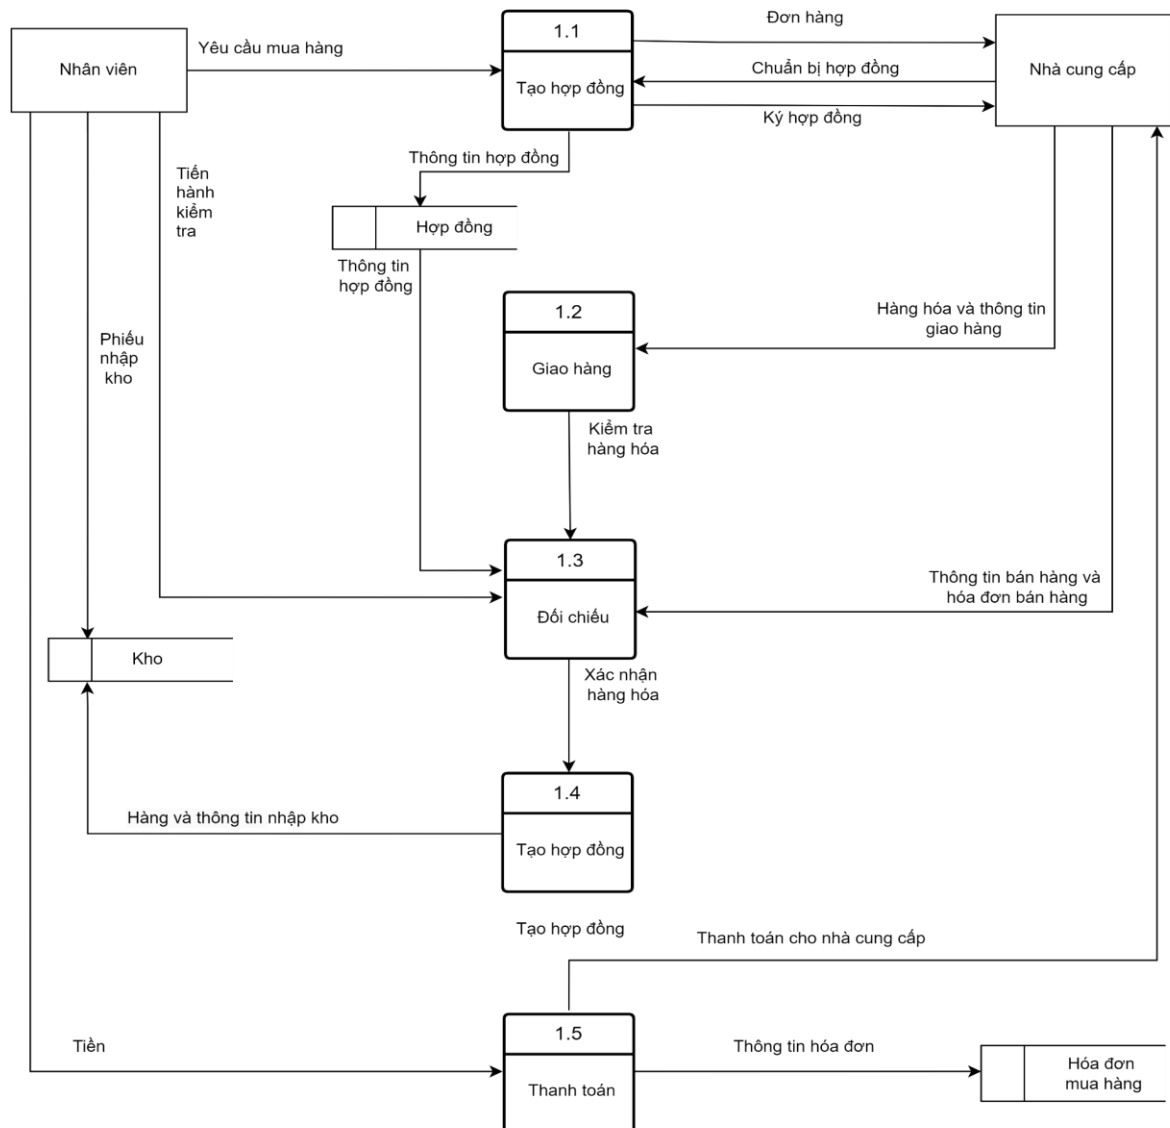 1.1
Đơn hàng
Yêu cầu mua hàng
Nhân viên
Chuẩn bị hợp đồng
Nhà cung cấp
Tạo hợp đồng
Ký hợp đồng
Thông tin hợp đồng
Tiến
hành
kiểm
tra
Hợp đồng
Thông tin
hợp đồng
1.2
Hàng hóa và thông tin
giao hàng
Phiếu
nhập
kho
Giao hàng
Kiểm tra
hàng hóa
1.3
Thông tin bán hàng và
hóa đơn bán hàng
Đối chiếu
Kho
Xác nhận
hàng hóa
1.4
Hàng và thông tin nhập kho
Tạo hợp đồng
Tạo hợp đồng
Thanh toán cho nhà cung cấp
1.5
Tiền
Thông tin hóa đơn
Hóa đơn
mua hàng
Thanh toán